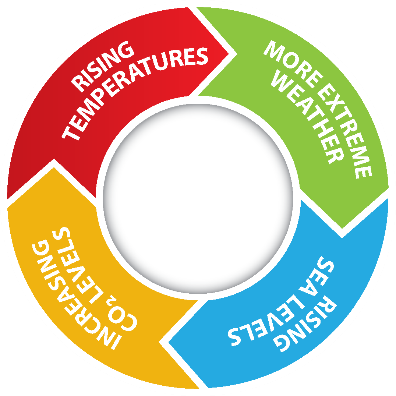 RISING
TEMPERATURES
MORE EXTREME
WEATHER
RISING
SEA LEVELS
INCREASING
CO₂ LEVELS